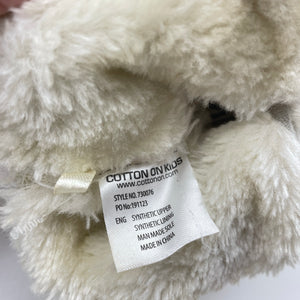 COTTON ON KIDS
www.cottonon.com
STYLE NO. 730076
PO No:191123
ENG SYNTHETIC UPPER
SYNTHETIC LINING
MAN MADE SOLE
MADE IN CHINA